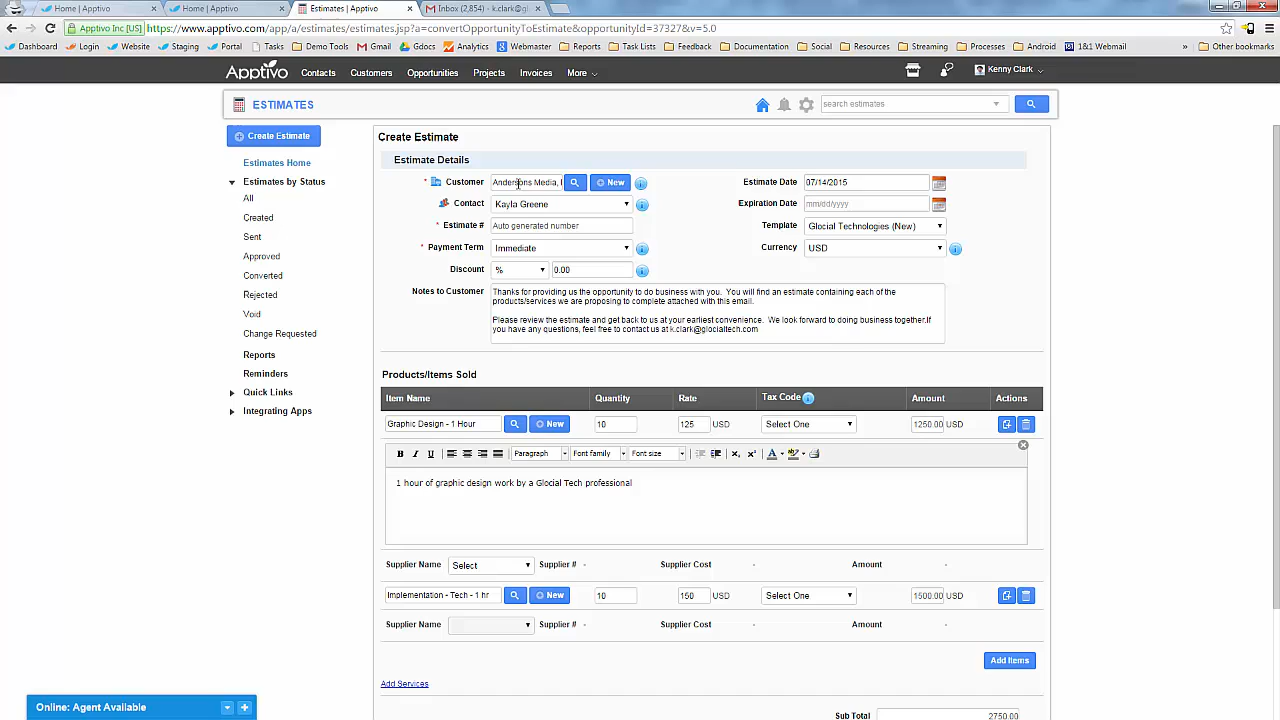 Home | Apptivo
Home | Apptivo
Estimates | Apptivo
Inbox (2,854) - k.clark@gl
Apptivo Inc [US] https://www.apptivo.com/app/a/estimates/estimates.jsp?a=convertOpportunityToEstimate&opportunityId=37327&v=5.0
Dashboard Login Website Staging Portal Tasks Demo Tools Gmail Gdocs Analytics Webmaster Reports Task Lists Feedback Documentation Social Resources Streaming Processes Android 1&1 Webmail » Other bookmarks
Apptivo Contacts Customers Opportunities Projects Invoices More Kenny Clark
ESTIMATES search estimates
Create Estimate
Estimates Home
Estimates by Status
All
Created
Sent
Approved
Converted
Rejected
Void
Change Requested
Reports
Reminders
Quick Links
Integrating Apps
Create Estimate
Estimate Details
* Customer Andersons Media, New Estimate Date 07/14/2015
Contact Kayla Greene Expiration Date mm/dd/yyyy
* Estimate # Auto generated number Template Glocial Technologies (New)
* Payment Term Immediate Currency USD
Discount % 0.00
Notes to Customer Thanks for providing us the opportunity to do business with you. You will find an estimate containing each of the
products/services we are proposing to complete attached with this email.
Please review the estimate and get back to us at your earliest convenience. We look forward to doing business together.If
you have any questions, feel free to contact us at k.clark@glocialtech.com
Products/Items Sold
Item Name Quantity Rate Tax Code Amount Actions
Graphic Design - 1 Hour New 10 125 USD Select One 1250.00 USD
B I U Paragraph Font family Font size
1 hour of graphic design work by a Glocial Tech professional
Supplier Name Select Supplier # - Supplier Cost - Amount -
Implementation - Tech - 1 hr New 10 150 USD Select One 1500.00 USD
Supplier Name Supplier # - Supplier Cost - Amount -
Add Items
Add Services
Sub Total 2750.00
Online: Agent Available